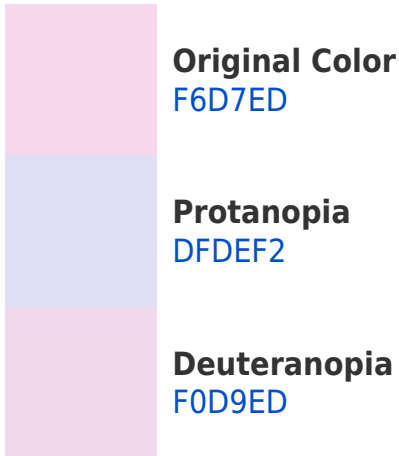 Original Color
F6D7ED
Protanopia
DFDEF2
Deuteranopia
F0D9ED